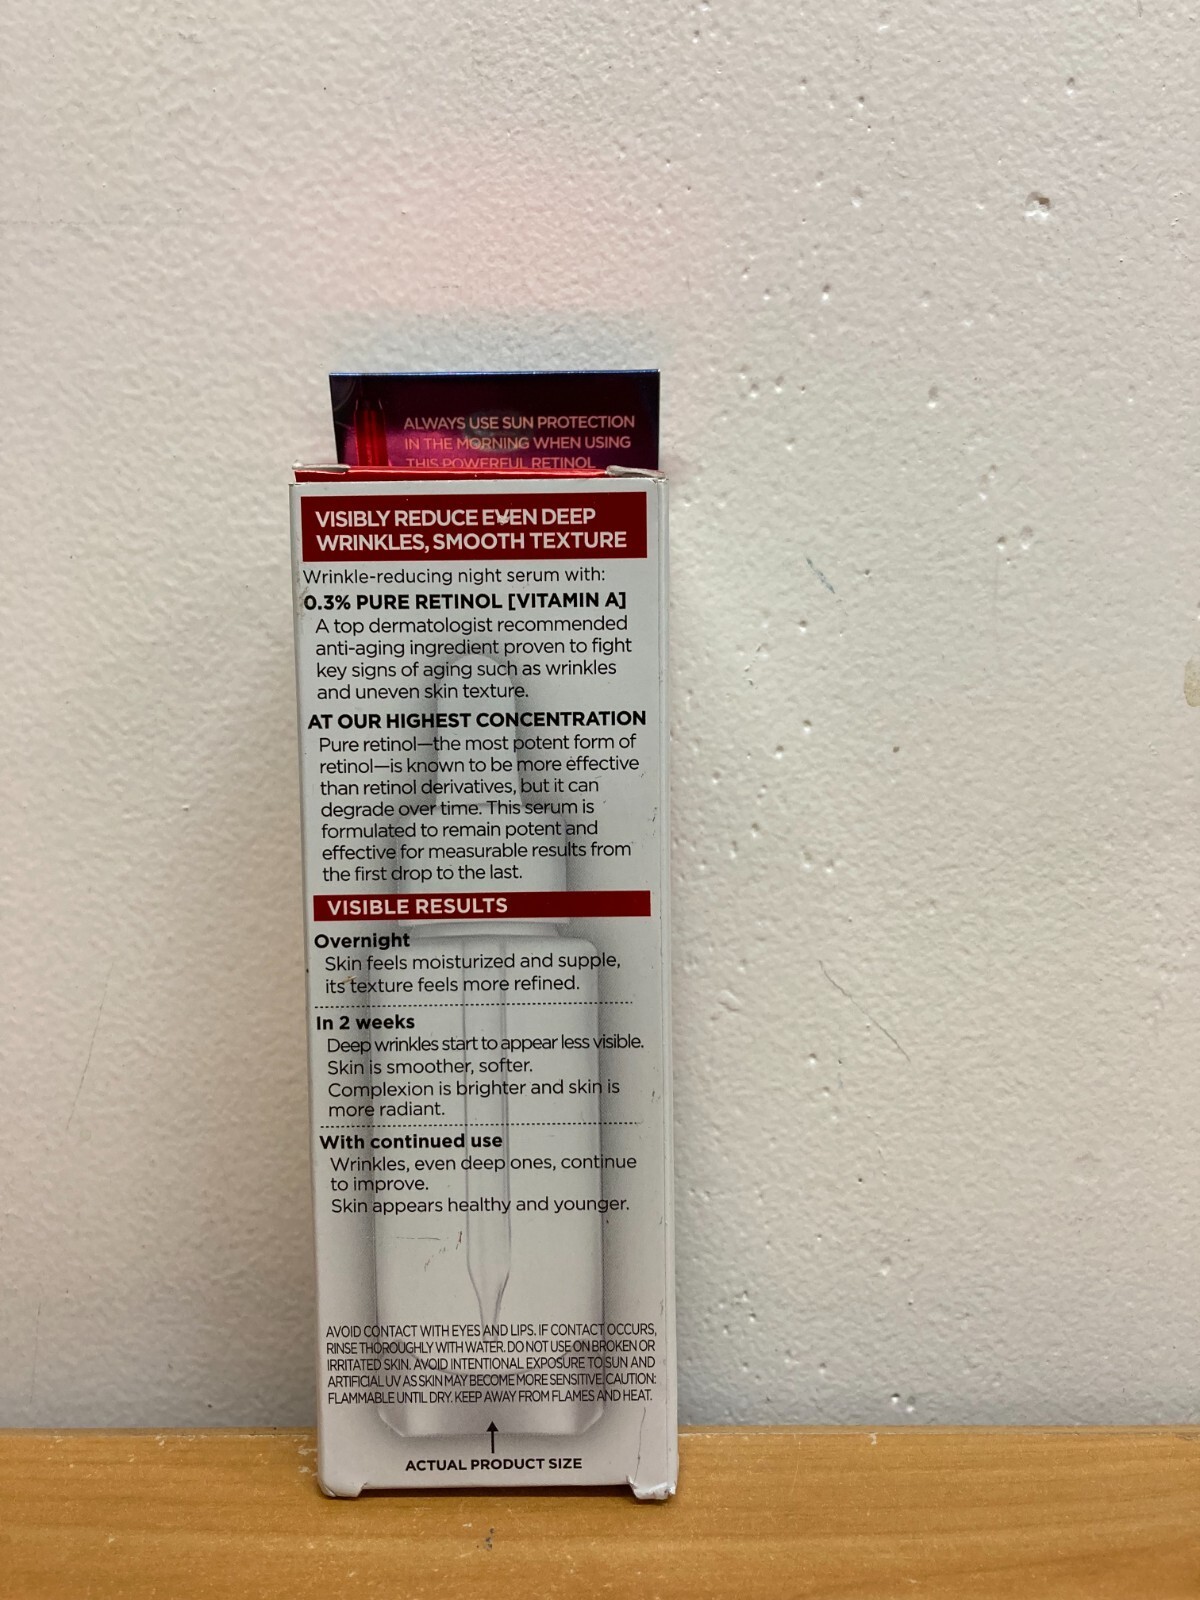 ALWAYS USE SUN PROTECTION
IN THE MORNING WHEN USING
THIS POWERFUL RETINOL
VISIBLY REDUCE EVEN DEEP
WRINKLES, SMOOTH TEXTURE
Wrinkle-reducing night serum with:
0.3% PURE RETINOL [VITAMIN A]
A top dermatologist recommended
anti-aging ingredient proven to fight
key signs of aging such as wrinkles
and uneven skin texture.
AT OUR HIGHEST CONCENTRATION
Pure retinol—the most potent form of
retinol—is known to be more effective
than retinol derivatives, but it can
degrade over time. This serum is
formulated to remain potent and
effective for measurable results from
the first drop to the last.
VISIBLE RESULTS
Overnight
Skin feels moisturized and supple,
its texture feels more refined.
In 2 weeks
Deep wrinkles start to appear less visible.
Skin is smoother, softer.
Complexion is brighter and skin is
more radiant.
With continued use
Wrinkles, even deep ones, continue
to improve.
Skin appears healthy and younger.
AVOID CONTACT WITH EYES AND LIPS. IF CONTACT OCCURS,
RINSE THOROUGHLY WITH WATER. DO NOT USE ON BROKEN OR
IRRITATED SKIN. AVOID INTENTIONAL EXPOSURE TO SUN AND
ARTIFICIAL UV AS SKIN MAY BECOME MORE SENSITIVE. CAUTION:
FLAMMABLE UNTIL DRY. KEEP AWAY FROM FLAMES AND HEAT.
ACTUAL PRODUCT SIZE